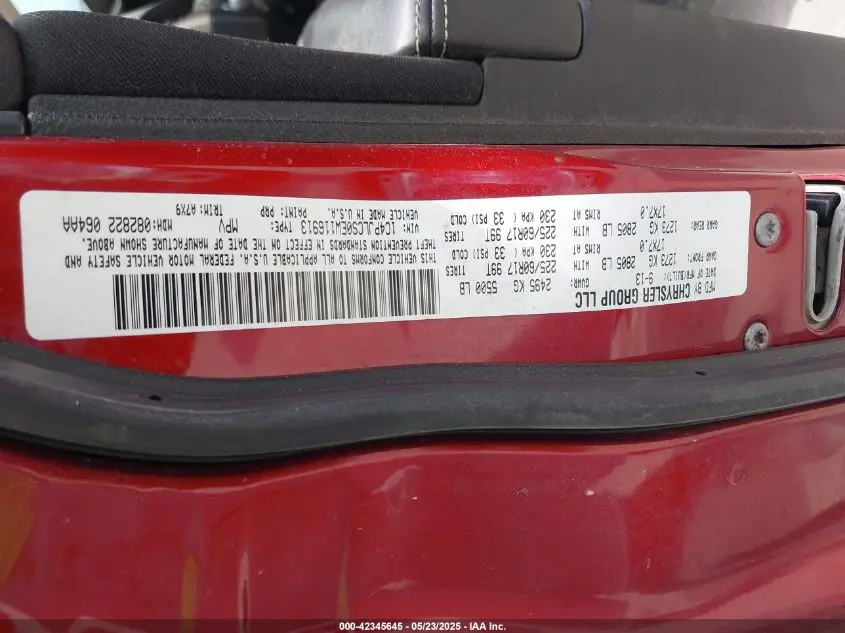 MFD BY CHRYSLER GROUP LLC
DATE OF MFR(BUILT): 9-13 GVWR: 2495 KG 5500 LB
GAWR FRONT: 1273 KG 2805 LB TIRES 225/60R17 99T
RIMS AT 17X7.0 230 KPA ( 33 PSI) COLD
GAWR REAR: 1273 KG 2805 LB TIRES 225/60R17 99T
RIMS AT 17X7.0 230 KPA ( 33 PSI) COLD
THIS VEHICLE CONFORMS TO ALL APPLICABLE U.S.A. FEDERAL MOTOR VEHICLE SAFETY AND
THEFT PREVENTION STANDARDS IN EFFECT ON THE DATE OF MANUFACTURE SHOWN ABOVE.
VIN: 1C4PJLCS0EW116913 TYPE: MPV MDH:082822 064AA
VEHICLE MADE IN U.S.A. PAINT: PRP TRIM:A7X9
000-42345645 - 05/23/2025 - IAA Inc.